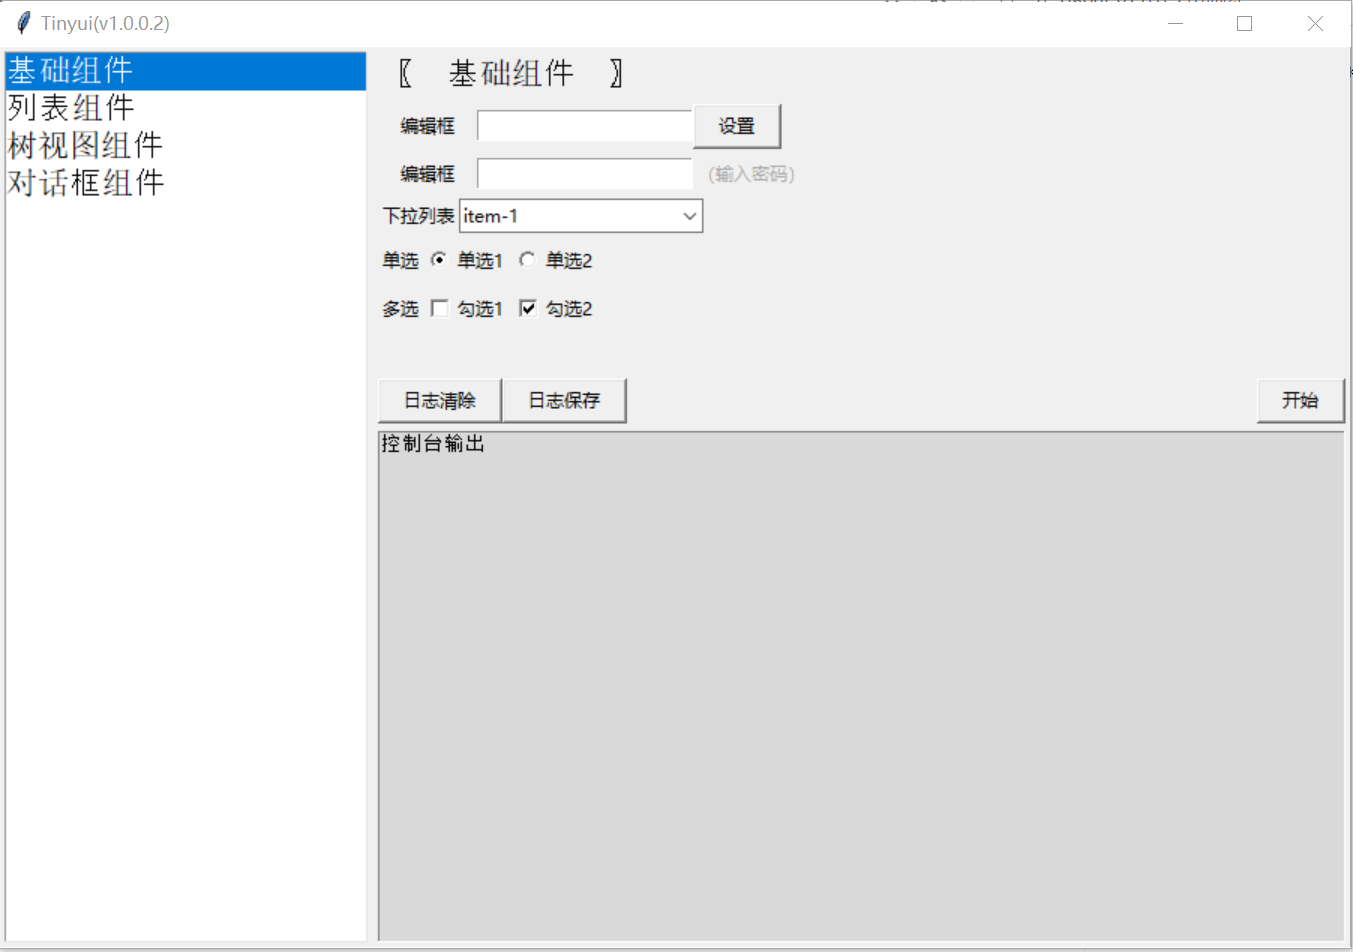 Tinyui(v1.0.0.2)
基础组件
列表组件
树视图组件
对话框组件
〖 基础组件 〗
编辑框 设置
编辑框 (输入密码)
下拉列表 item-1
单选 单选1 单选2
多选 勾选1 勾选2
日志清除 日志保存 开始
控制台输出